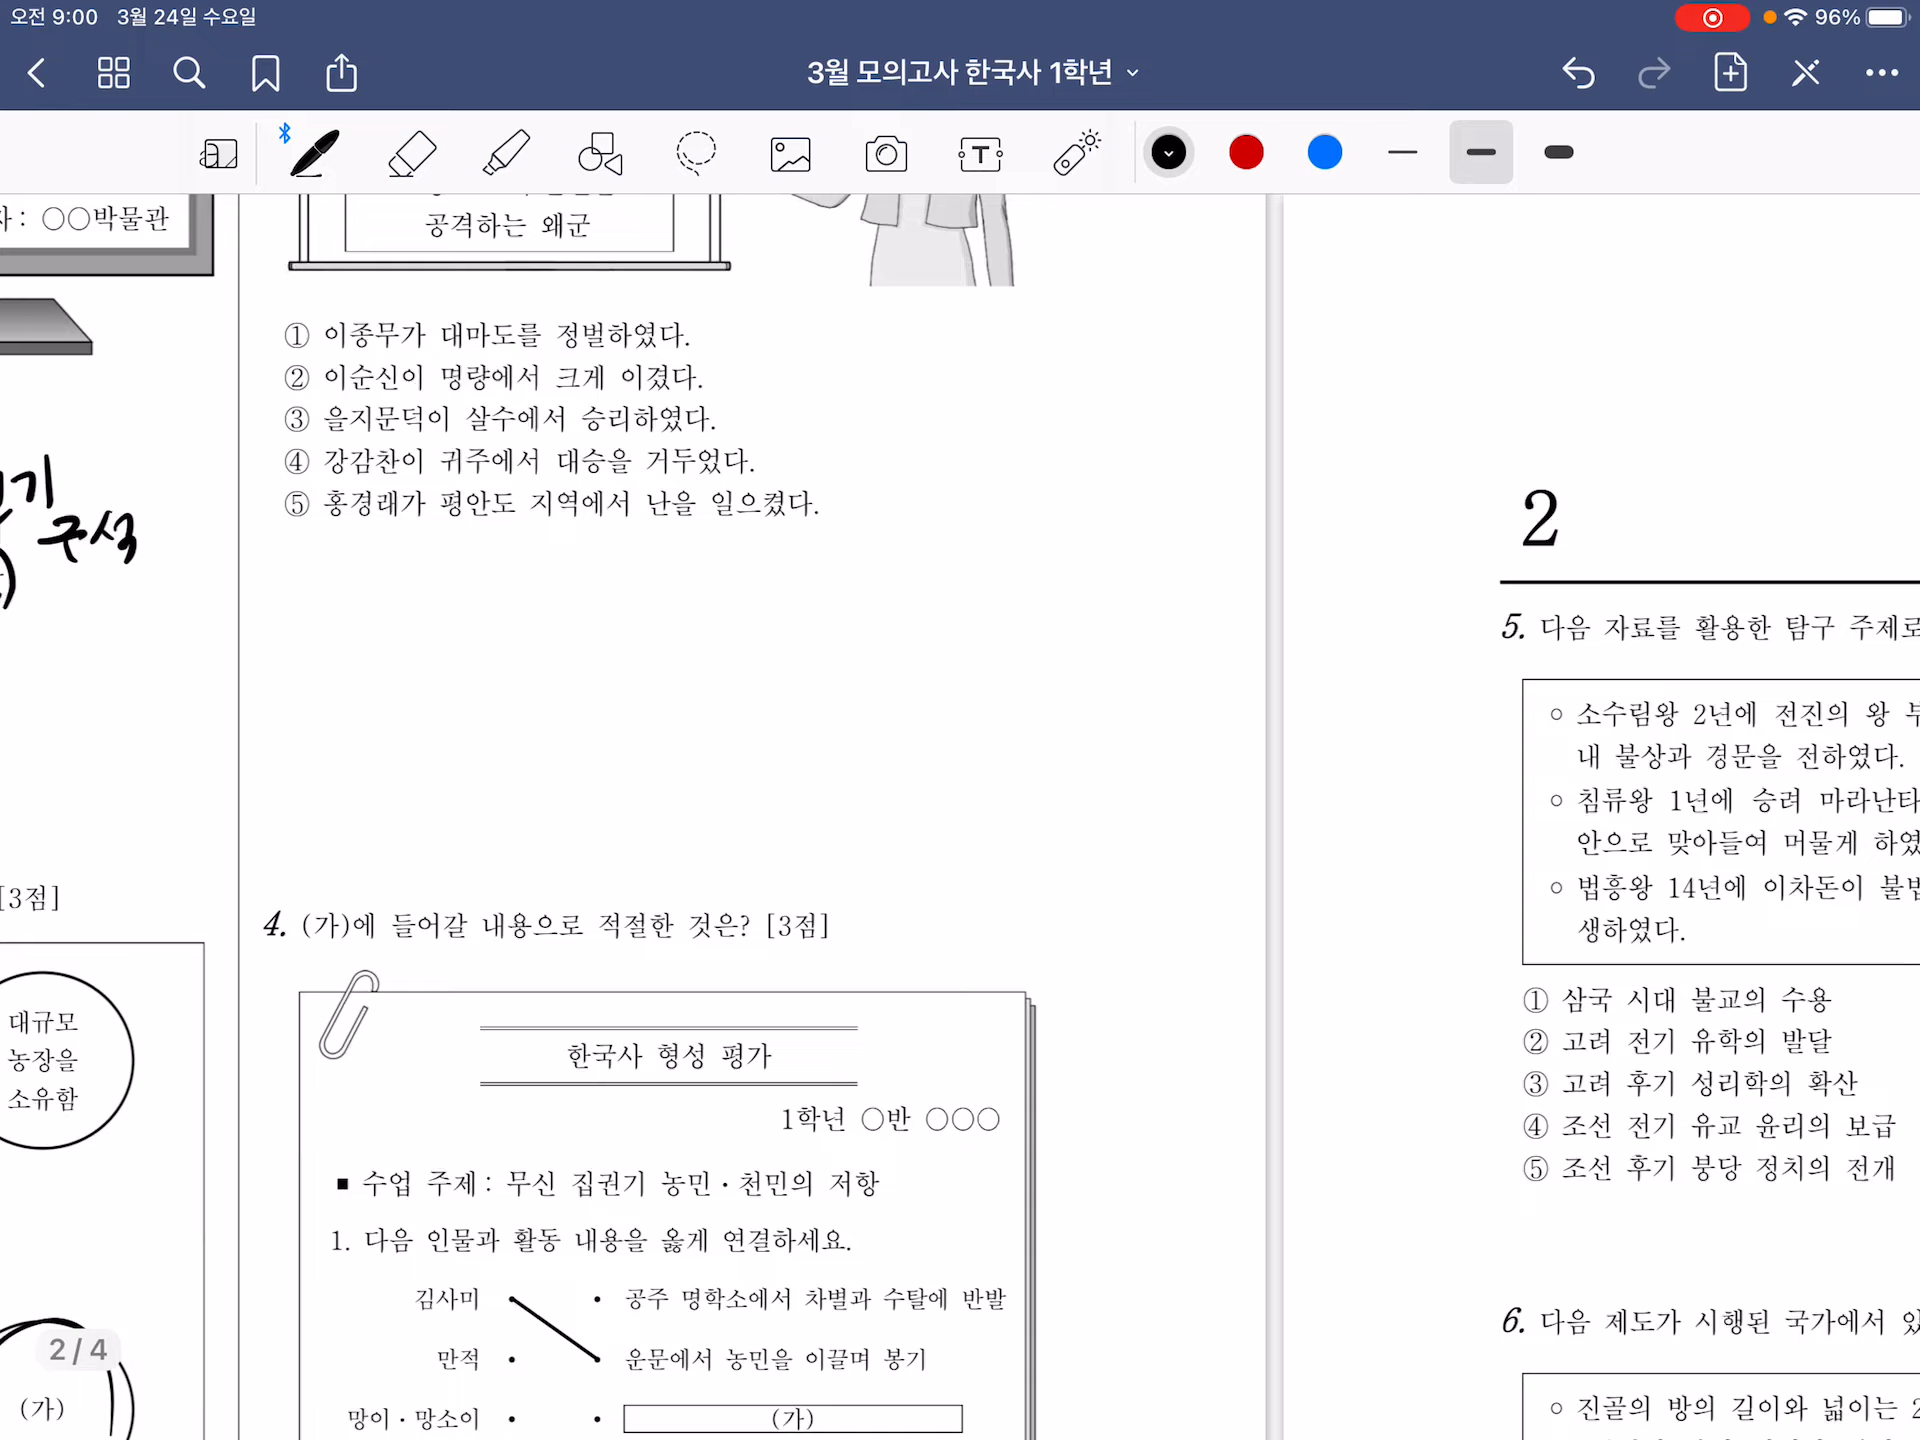 오전 9:00 3월 24일 수요일
96%
3월 모의고사 한국사 1학년
자 : ○○박물관
기
구석
[3점]
대규모
농장을
소유함
(가)
2 / 4
공격하는 왜군
① 이종무가 대마도를 정벌하였다.
② 이순신이 명량에서 크게 이겼다.
③ 을지문덕이 살수에서 승리하였다.
④ 강감찬이 귀주에서 대승을 거두었다.
⑤ 홍경래가 평안도 지역에서 난을 일으켰다.
4. (가)에 들어갈 내용으로 적절한 것은? [3점]
한국사 형성 평가
1학년 ○반 ○○○
■ 수업 주제 : 무신 집권기 농민·천민의 저항
1. 다음 인물과 활동 내용을 옳게 연결하세요.
김사미 • • 공주 명학소에서 차별과 수탈에 반발
만적 • • 운문에서 농민을 이끌며 봉기
망이·망소이 • • (가)
2
5. 다음 자료를 활용한 탐구 주제로
○ 소수림왕 2년에 전진의 왕
내 불상과 경문을 전하였다.
○ 침류왕 1년에 승려 마라난타
안으로 맞아들여 머물게 하였
○ 법흥왕 14년에 이차돈이 불법
생하였다.
① 삼국 시대 불교의 수용
② 고려 전기 유학의 발달
③ 고려 후기 성리학의 확산
④ 조선 전기 유교 윤리의 보급
⑤ 조선 후기 붕당 정치의 전개
6. 다음 제도가 시행된 국가에서 있
○ 진골의 방의 길이와 넓이는 2